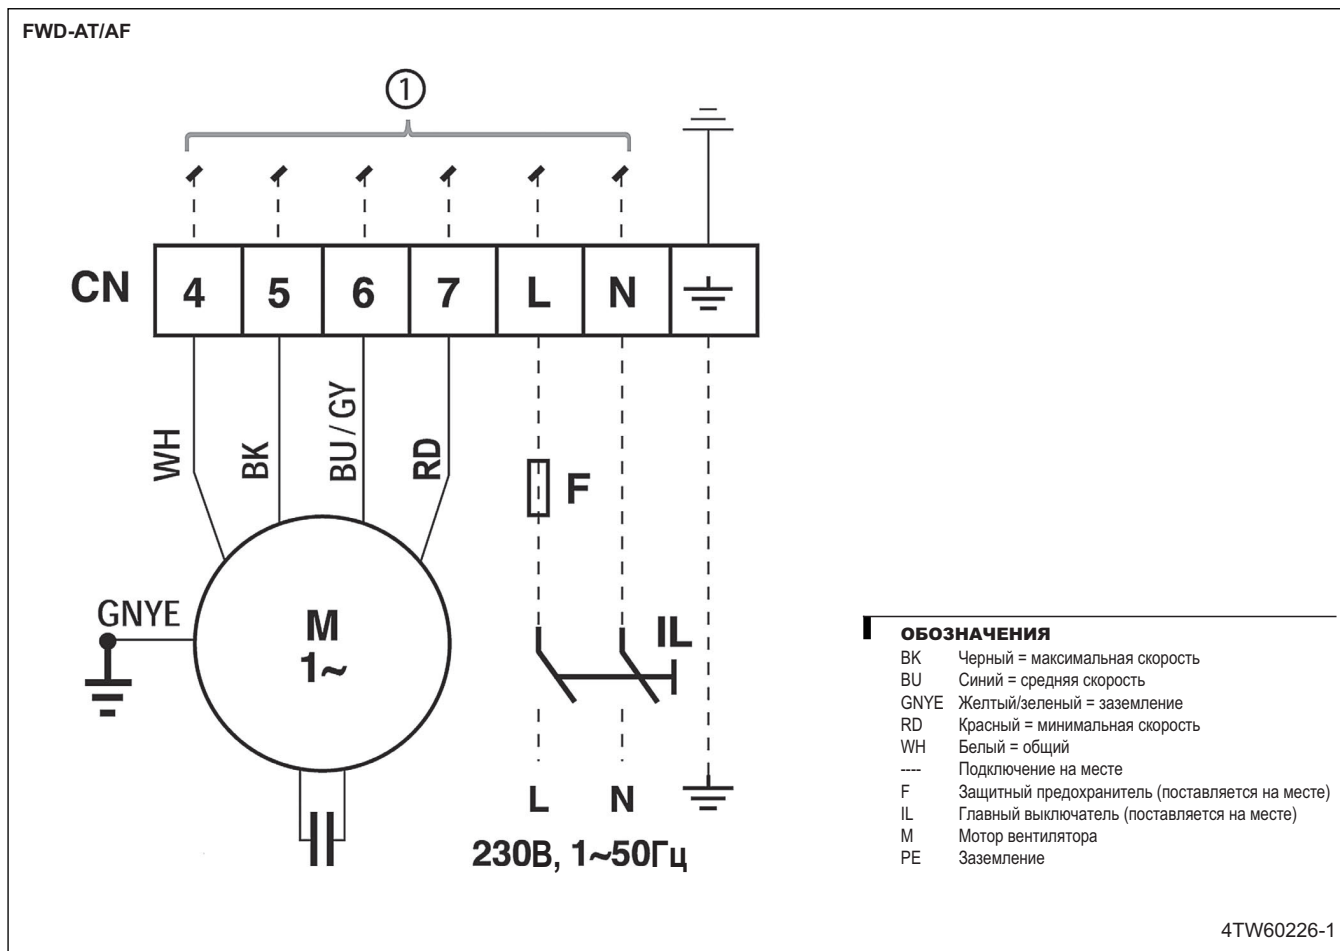 FWD-AT/AF
1
CN 4 5 6 7 L N
WH BK BU/GY RD
F
GNYE
M
1~
IL
L N
230В, 1~50Гц
ОБОЗНАЧЕНИЯ
BK Черный = максимальная скорость
BU Синий = средняя скорость
GNYE Желтый/зеленый = заземление
RD Красный = минимальная скорость
WH Белый = общий
---- Подключение на месте
F Защитный предохранитель (поставляется на месте)
IL Главный выключатель (поставляется на месте)
M Мотор вентилятора
PE Заземление
4TW60226-1